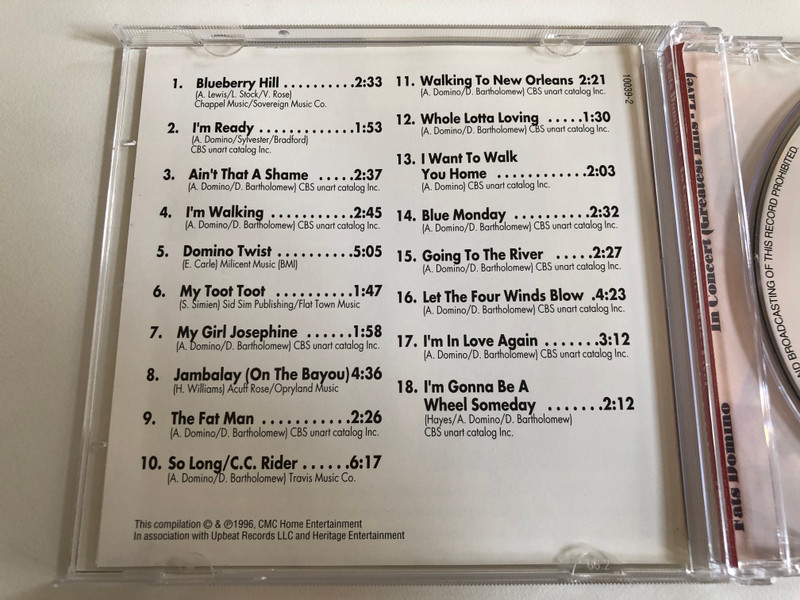 1. Blueberry Hill ..........2:33
(A. Lewis/L. Stock/V. Rose)
Chappel Music/Sovereign Music Co.
2. I'm Ready ............1:53
(A. Domino/Sylvester/Bradford)
CBS unart catalog Inc.
3. Ain't That A Shame .....2:37
(A. Domino/D. Bartholomew) CBS unart catalog Inc.
4. I'm Walking ..........2:45
(A. Domino/D. Bartholomew) CBS unart catalog Inc.
5. Domino Twist .........5:05
(E. Carle) Milicent Music (BMI)
6. My Toot Toot ..........1:47
(S. Simien) Sid Sim Publishing/Flat Town Music
7. My Girl Josephine ......1:58
(A. Domino/D. Bartholomew) CBS unart catalog Inc.
8. Jambalay (On The Bayou) 4:36
(H. Williams) Acuff Rose/Opryland Music
9. The Fat Man ...........2:26
(A. Domino/D. Bartholomew) CBS unart catalog Inc.
10. So Long/C.C. Rider ......6:17
(A. Domino/D. Bartholomew) Travis Music Co.
11. Walking To New Orleans 2:21
(A. Domino/D. Bartholomew) CBS unart catalog Inc.
12. Whole Lotta Loving .....1:30
(A. Domino/D. Bartholomew) CBS unart catalog Inc.
13. I Want To Walk
You Home ...........2:03
(A. Domino) CBS unart catalog Inc.
14. Blue Monday .........2:32
(A. Domino/D. Bartholomew) CBS unart catalog Inc.
15. Going To The River .....2:27
(A. Domino/D. Bartholomew) CBS unart catalog Inc.
16. Let The Four Winds Blow .4:23
(A. Domino/D. Bartholomew) CBS unart catalog Inc.
17. I'm In Love Again .......3:12
(A. Domino/D. Bartholomew) CBS unart catalog Inc.
18. I'm Gonna Be A
Wheel Someday .......2:12
(Hayes/A. Domino/D. Bartholomew)
CBS unart catalog Inc.
This compilation © & ℗1996, CMC Home Entertainment
In association with Upbeat Records LLC and Heritage Entertainment
10039-2
Fats Domino In Concert (Greatest Hits - Live)
NO BROADCASTING OF THIS RECORD PROHIBITED